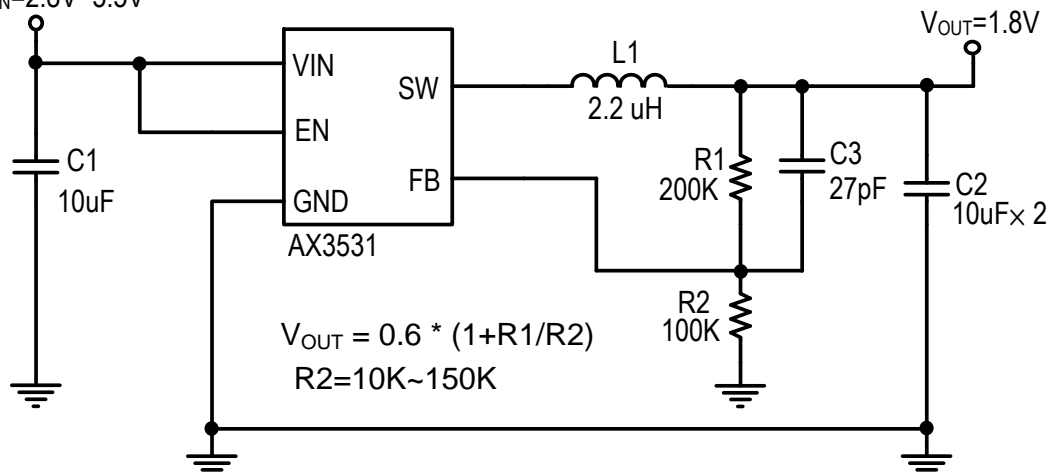 V_OUT=1.8V
VIN
EN
GND
SW
FB
AX3531
L1
2.2 uH
C1
10uF
R1
200K
C3
27pF
C2
10uF× 2
R2
100K
V_OUT = 0.6 * (1+R1/R2)
R2=10K~150K